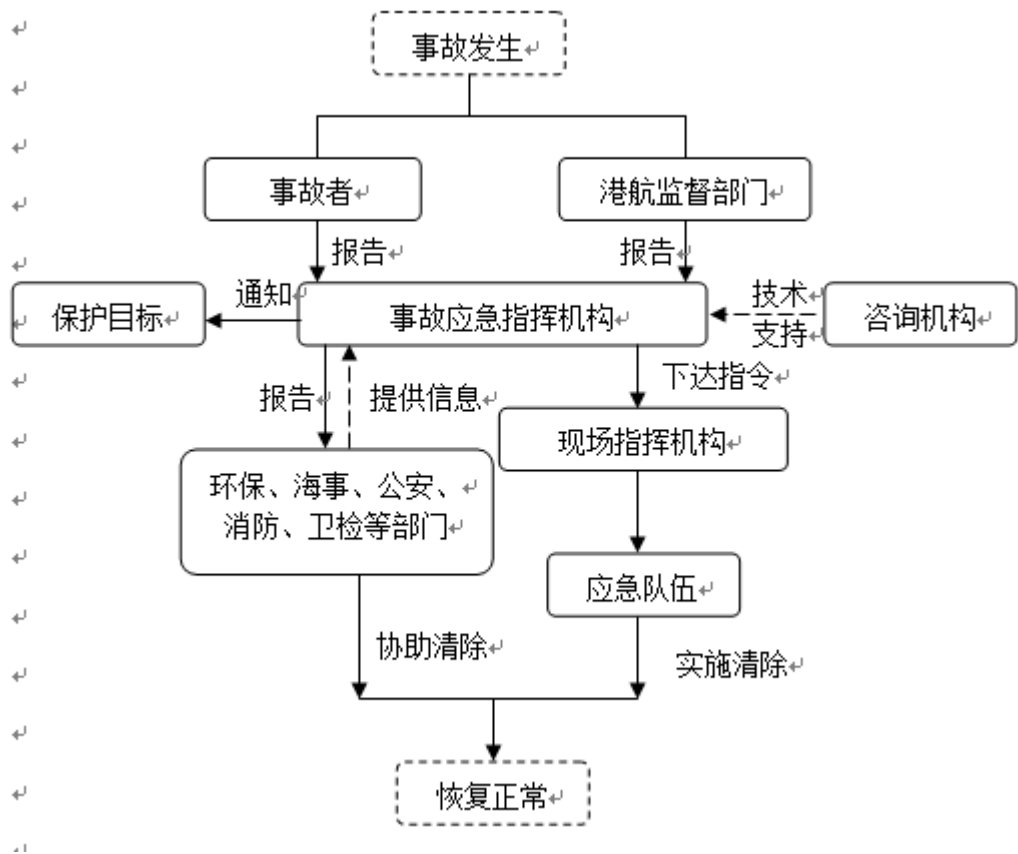 事故发生
事故者
港航监督部门
报告
报告
保护目标
通知
事故应急指挥机构
技术
支持
咨询机构
报告
提供信息
下达指令
现场指挥机构
环保、海事、公安、
消防、卫检等部门
应急队伍
协助清除
实施清除
恢复正常